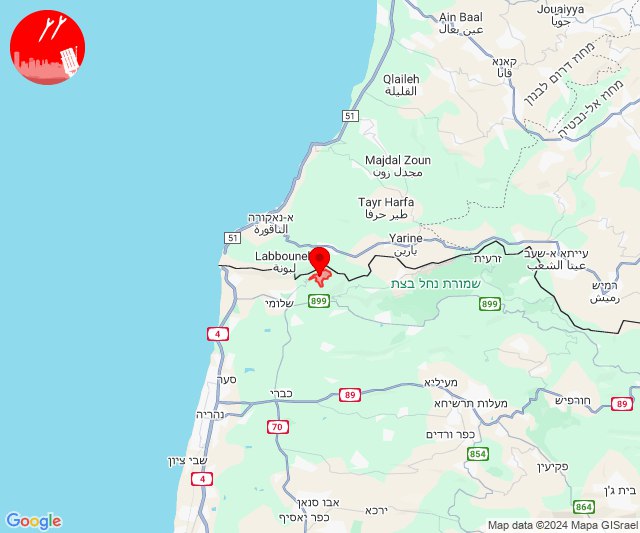 Jouaiyya
جويا
Ain Baal
عين بعال
קאנא
قانا
מחוז דרום לבנון
מחוז אל-נבטיה
Qlaileh
القليلة
51
Majdal Zoun
مجدل زون
Tayr Harfa
طير حرفا
א-נאקורה
الناقورة
51
Yarine
يارين
Labbouneh
لبونة
זרעית
עייתא א-שעב
عيتا الشعب
רמיש
رميش
שמורת נחל בצת
שלומי
899
899
4
סער
כברי
89
מעיליא
מעלות תרשיחא
חורפיש
89
נהריה
70
כפר ורדים
854
שבי ציון
פקיעין
4
בית ג'ן
אבו סנאן
ירכא
כפר יאסיף
864
Google
Map data ©2024 Mapa GISrael